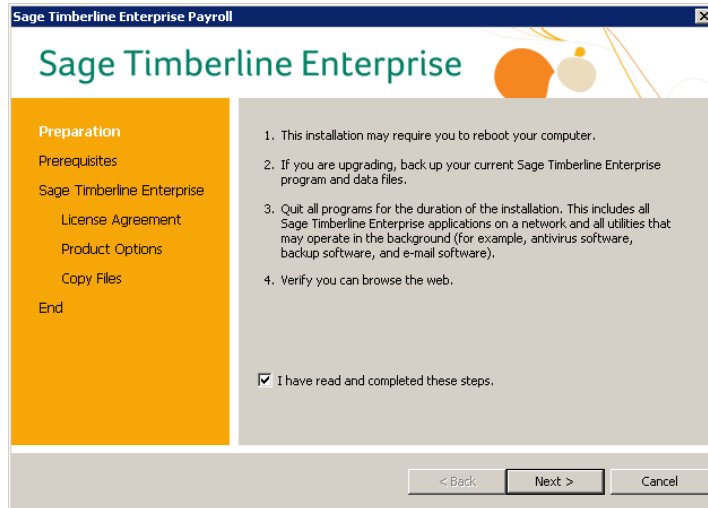 Sage Timberline Enterprise Payroll
Sage Timberline Enterprise
Preparation
Prerequisites
Sage Timberline Enterprise
License Agreement
Product Options
Copy Files
End
1. This installation may require you to reboot your computer.
2. If you are upgrading, back up your current Sage Timberline Enterprise
program and data files.
3. Quit all programs for the duration of the installation. This includes all
Sage Timberline Enterprise applications on a network and all utilities that
may operate in the background (for example, antivirus software,
backup software, and e-mail software).
4. Verify you can browse the web.
I have read and completed these steps.
< Back
Next >
Cancel